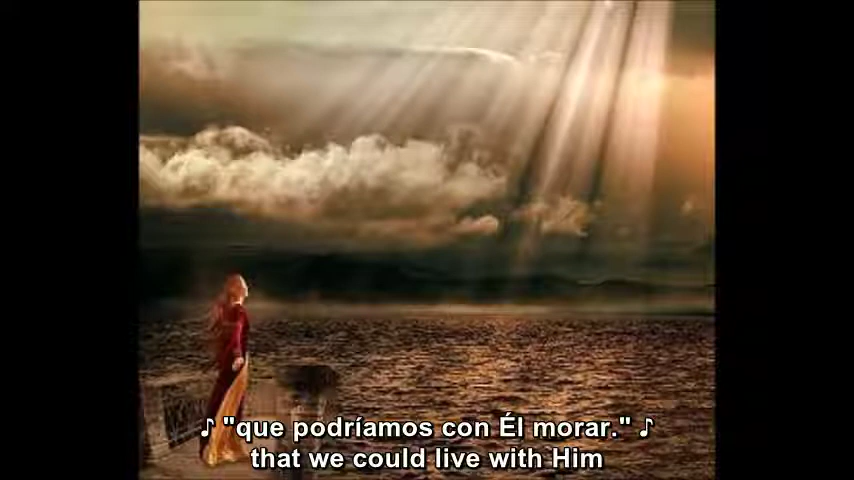 ♪ "que podríamos con Él morar." ♪
that we could live with Him